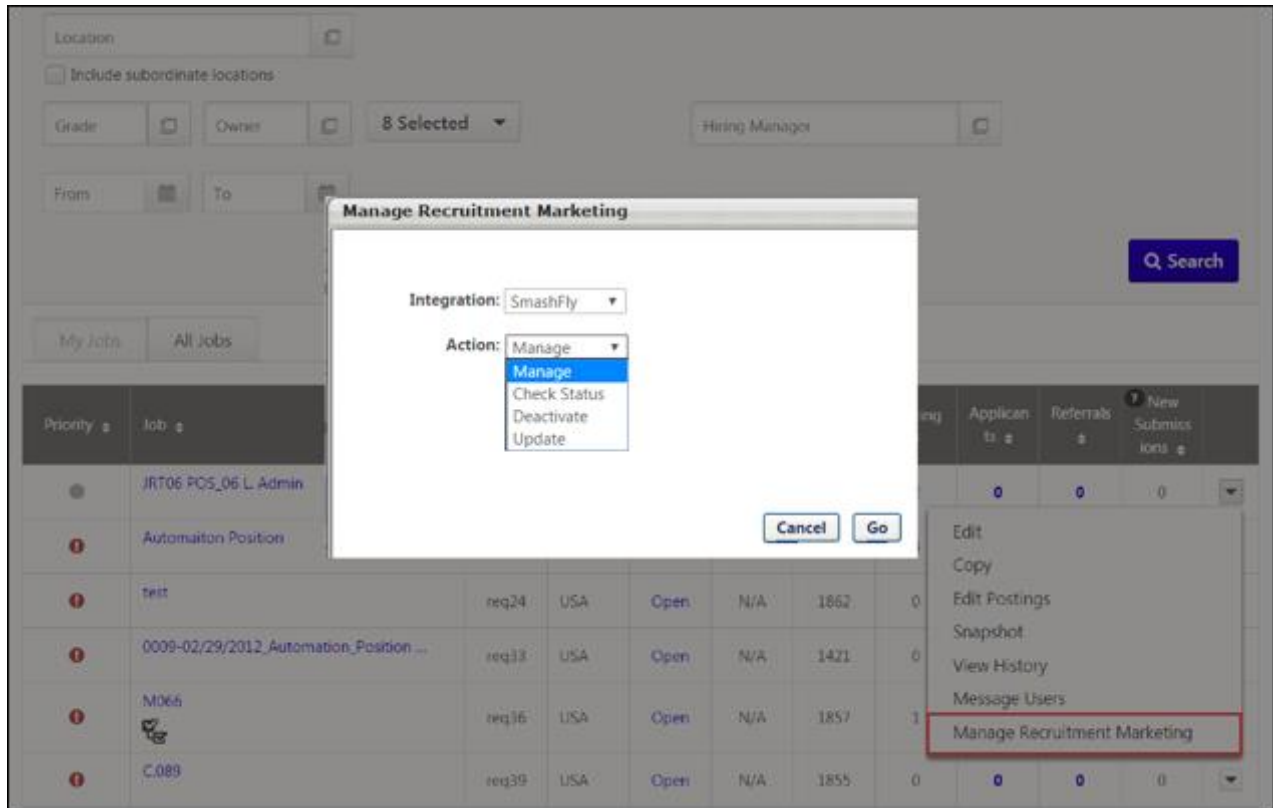 Location
Include subordinate locations
Grade Owner 8 Selected Hiring Manager
From To
Manage Recruitment Marketing
Search
Integration: SmashFly
Action: Manage
Manage
Check Status
Deactivate
Update
Cancel Go
My Jobs All Jobs
Priority Job Applican
ts Referrals ? New
Submiss
ions
JRT06 POS_06 L. Admin 0 0 0
Automaiton Position
test req24 USA Open N/A 1862 0
0009-02/29/2012_Automation_Position ... req33 USA Open N/A 1421 0
M066 req36 USA Open N/A 1857 1
C.089 req39 USA Open N/A 1855 0 0 0 0
Edit
Copy
Edit Postings
Snapshot
View History
Message Users
Manage Recruitment Marketing